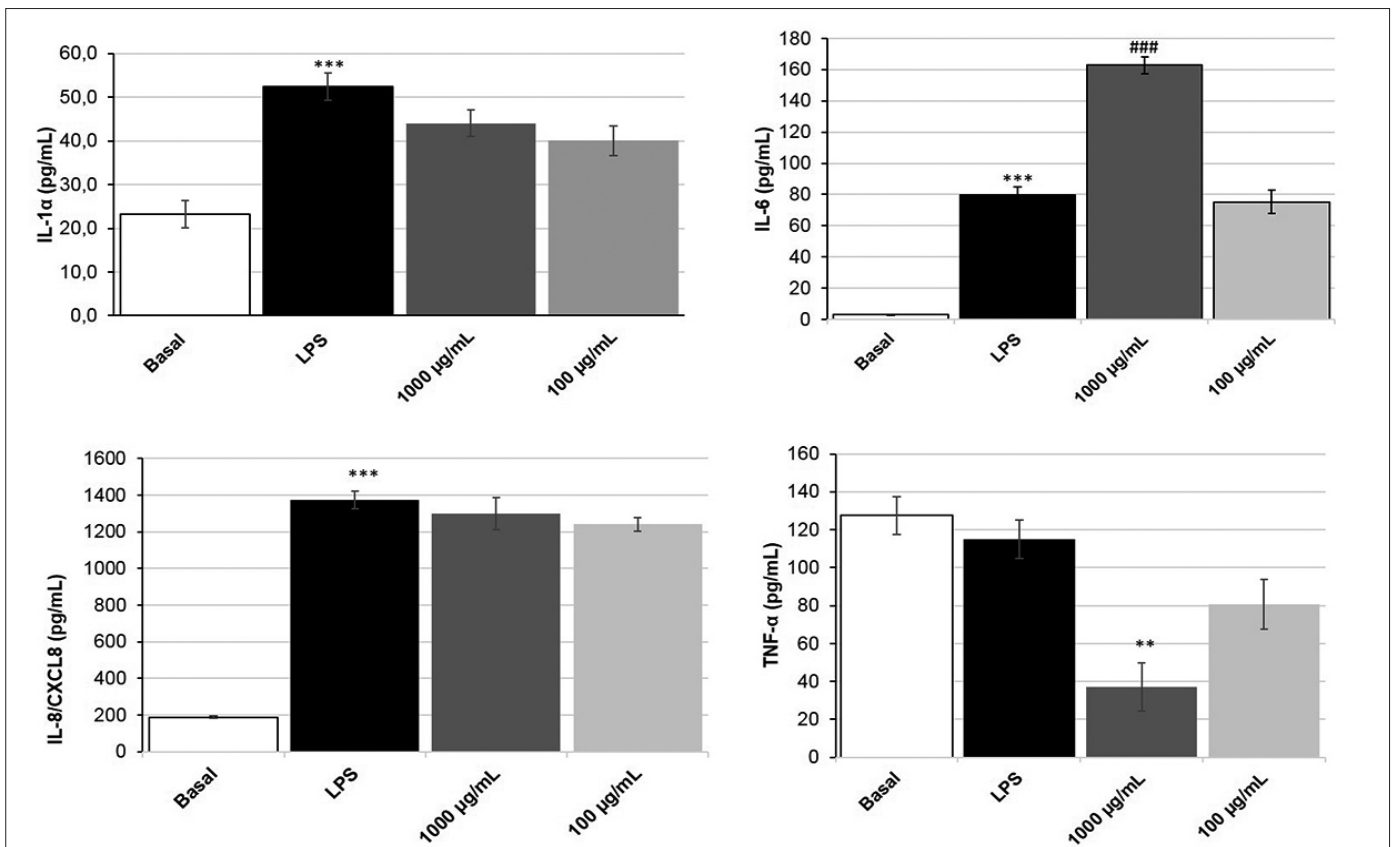 IL-1α (pg/mL)
60,0
50,0
40,0
30,0
20,0
10,0
0,0
***
Basal
LPS
1000 µg/mL
100 µg/mL
IL-6 (pg/mL)
180
160
140
120
100
80
60
40
20
0
***
###
Basal
LPS
1000 µg/mL
100 µg/mL
IL-8/CXCL8 (pg/mL)
1600
1400
1200
1000
800
600
400
200
0
***
Basal
LPS
1000 µg/mL
100 µg/mL
TNF-α (pg/mL)
160
140
120
100
80
60
40
20
0
**
Basal
LPS
1000 µg/mL
100 µg/mL